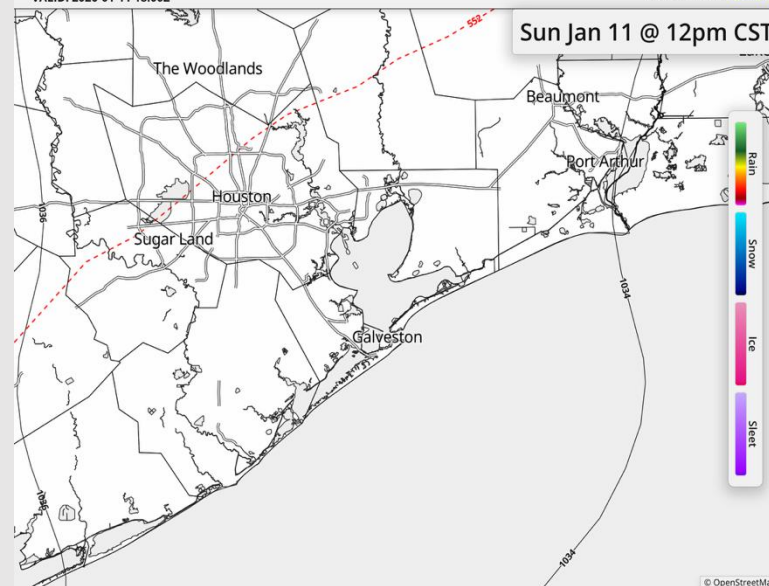 Sun Jan 11 @ 12pm CST
552
The Woodlands
Beaumont
Rain
Port Arthur
Houston
1036
Sugar Land
Snow
1034
Ice
Galveston
Sleet
1036
1034
© OpenStreetMa